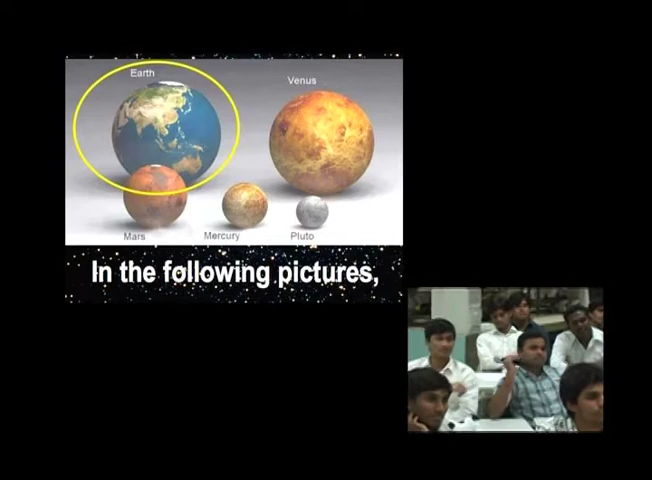 Earth
Venus
Mars
Mercury
Pluto
In the following pictures,